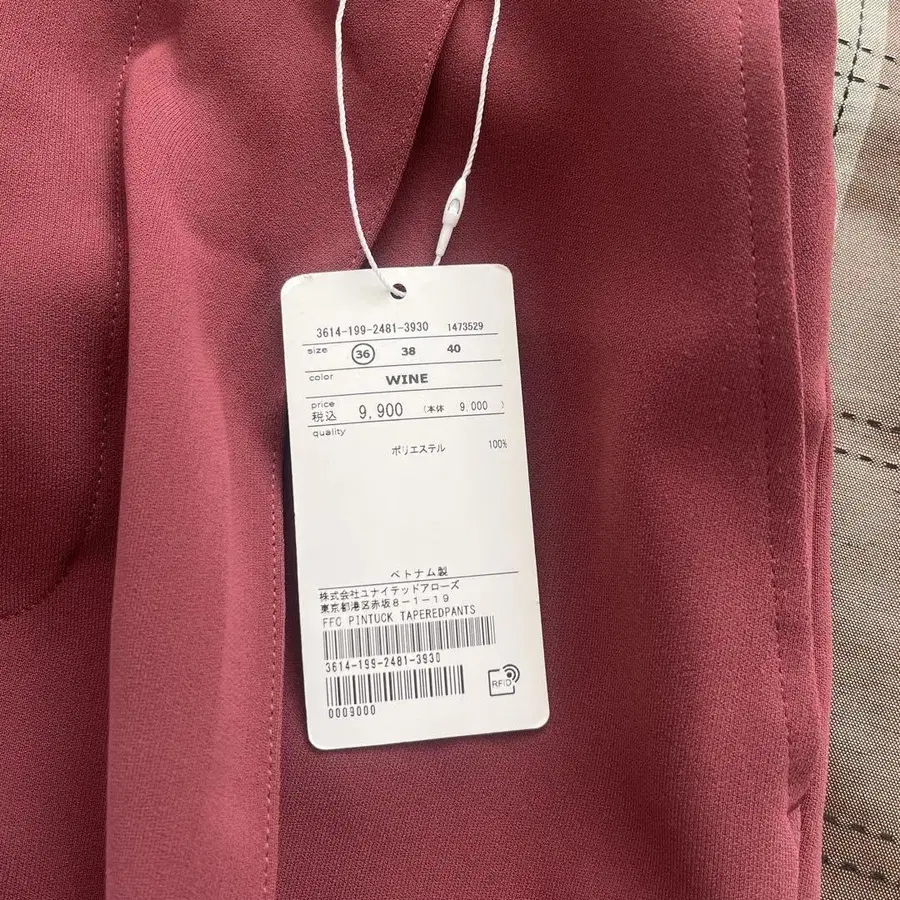 3614-199-2481-3930 1473529
size 36 38 40
color WINE
price
税込 9,900 (本体 9,000 )
quality
ポリエステル 100%
ベトナム製
株式会社ユナイテッドアローズ
東京都港区赤坂8-1-19
FFC PINTUCK TAPEREDPANTS
3614-199-2481-3930
RFID
0009000